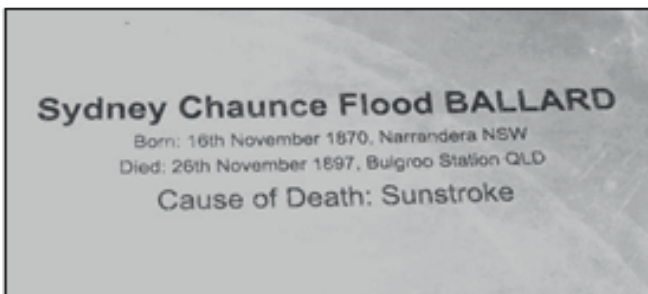 Sydney Chaunce Flood BALLARD
Born: 16th November 1870, Narrandera NSW
Died: 26th November 1897, Bulgroo Station QLD
Cause of Death: Sunstroke